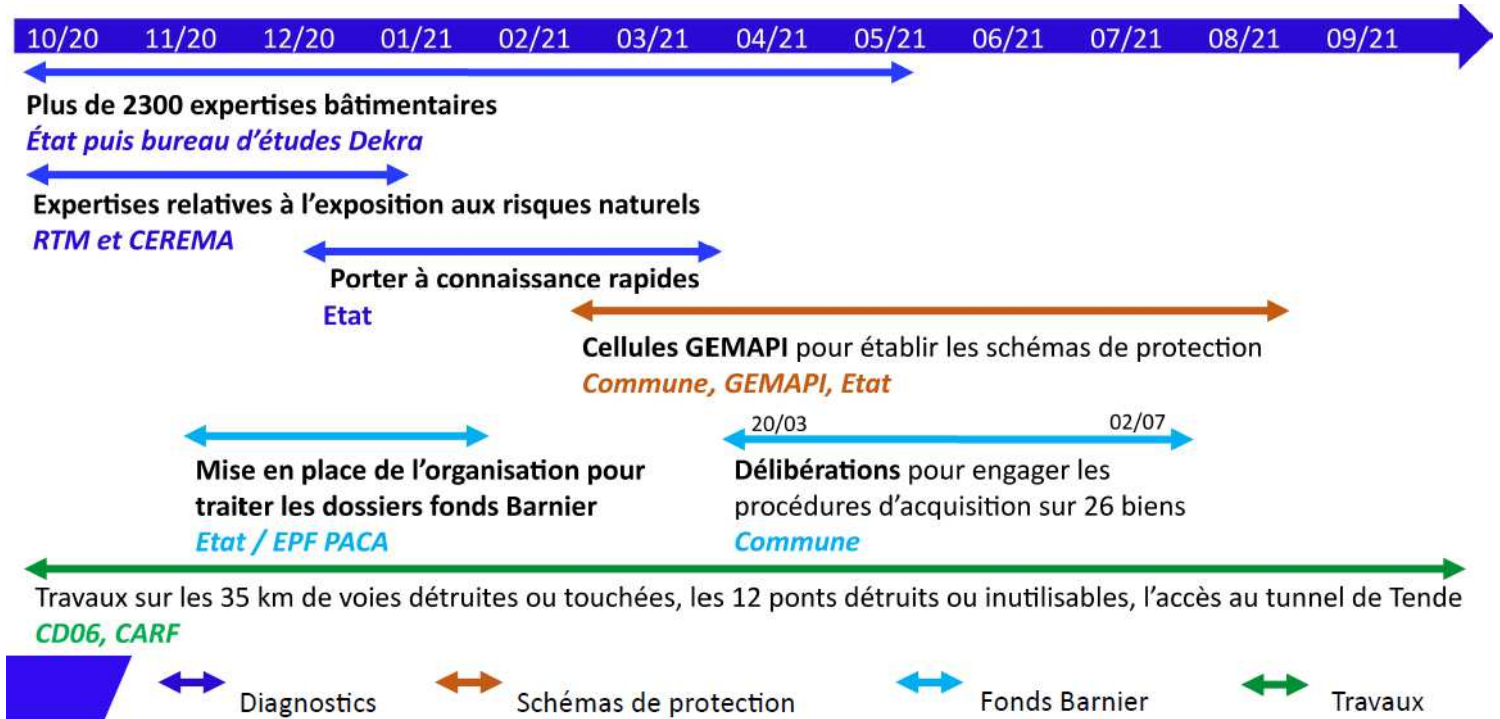 10/20 11/20 12/20 01/21 02/21 03/21 04/21 05/21 06/21 07/21 08/21 09/21
Plus de 2300 expertises bâtimentaires
État puis bureau d'études Dekra
Expertises relatives à l'exposition aux risques naturels
RTM et CEREMA
Porter à connaissance rapides
Etat
Cellules GEMAPI pour établir les schémas de protection
Commune, GEMAPI, Etat
20/03 02/07
Mise en place de l'organisation pour
traiter les dossiers fonds Barnier
Etat / EPF PACA
Délibérations pour engager les
procédures d'acquisition sur 26 biens
Commune
Travaux sur les 35 km de voies détruites ou touchées, les 12 ponts détruits ou inutilisables, l'accès au tunnel de Tende
CD06, CARF
Diagnostics Schémas de protection Fonds Barnier Travaux